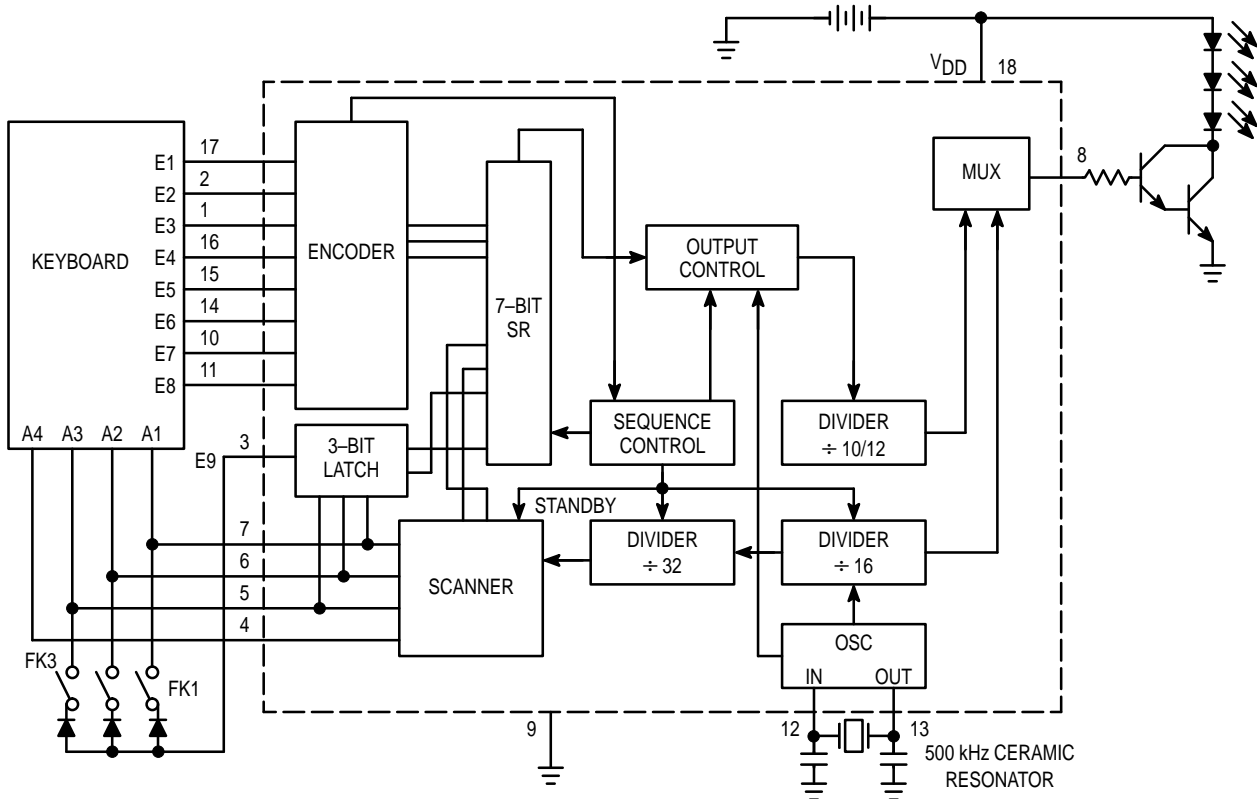 VDD 18
KEYBOARD
E1 17
E2 2
E3 1
E4 16
E5 15
E6 14
E7 10
E8 11
A4 A3 A2 A1
ENCODER
7–BIT
SR
OUTPUT
CONTROL
MUX
8
E9 3
3–BIT
LATCH
SEQUENCE
CONTROL
DIVIDER
÷ 10/12
STANDBY
7
6
5
4
SCANNER
DIVIDER
÷ 32
DIVIDER
÷ 16
OSC
IN OUT
FK3
FK1
9
12
13
500 kHz CERAMIC
RESONATOR